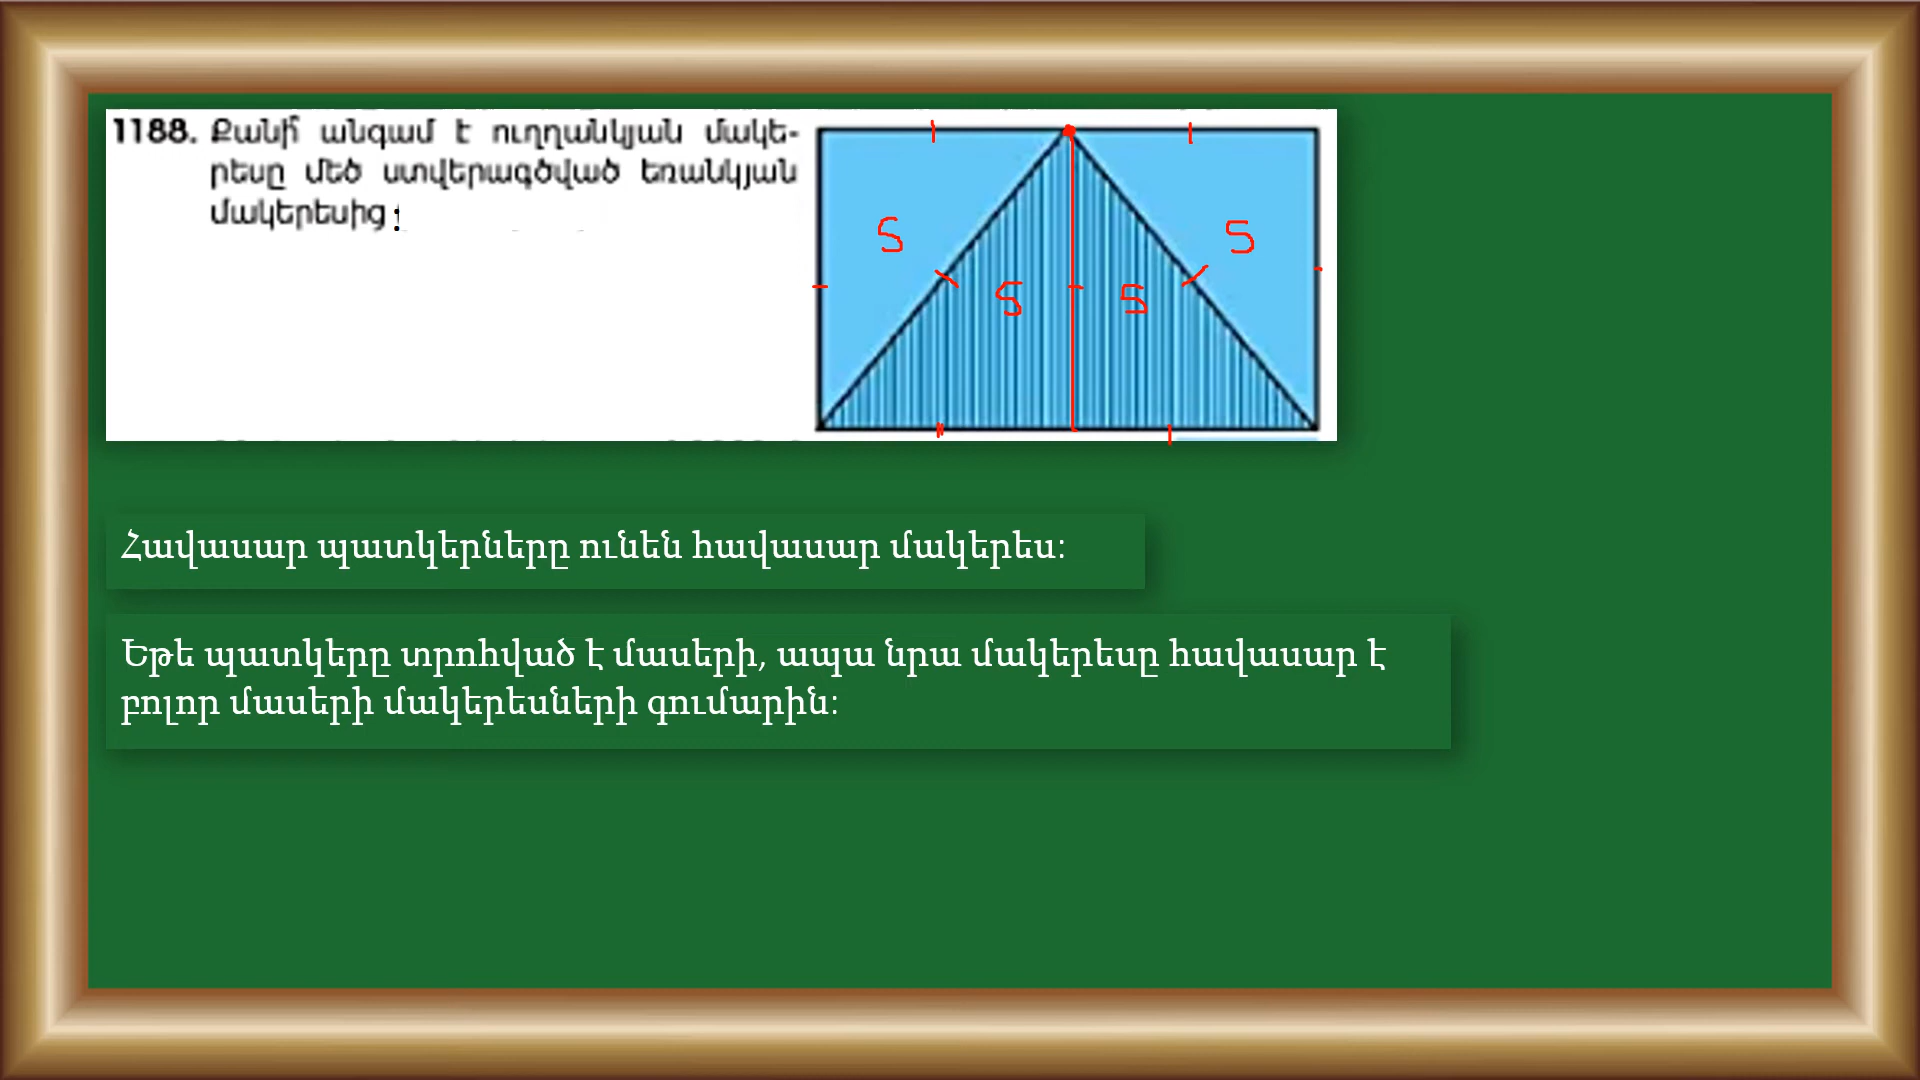 1188. Քանի՞ անգամ է ուղղանկյան մակե-
րեսը մեծ ստվերագծված եռանկյան
մակերեսից :
S S
S S
Հավասար պատկերները ունեն հավասար մակերես:
Եթե պատկերը տրոհված է մասերի, ապա նրա մակերեսը հավասար է
բոլոր մասերի մակերեսների գումարին: